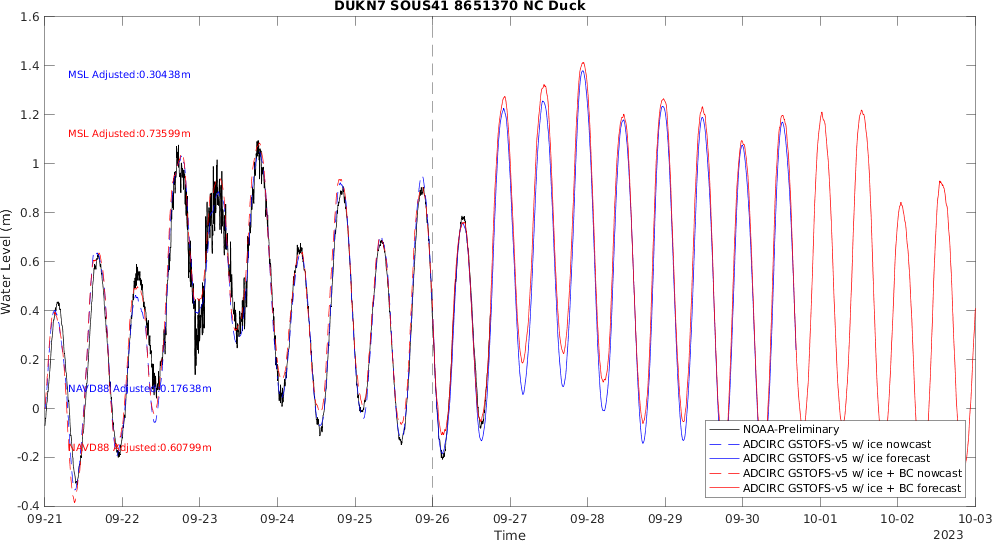 DUKN7 SOUS41 8651370 NC Duck
1.6
1.4
1.2
1
0.8
0.6
0.4
0.2
0
-0.2
-0.4
Water Level (m)
MSL Adjusted:0.30438m
MSL Adjusted:0.73599m
NAVD88 Adjusted:0.17638m
NAVD88 Adjusted:0.60799m
NOAA-Preliminary
ADCIRC GSTOFS-v5 w/ ice nowcast
ADCIRC GSTOFS-v5 w/ ice forecast
ADCIRC GSTOFS-v5 w/ ice + BC nowcast
ADCIRC GSTOFS-v5 w/ ice + BC forecast
09-21 09-22 09-23 09-24 09-25 09-26 09-27 09-28 09-29 09-30 10-01 10-02 10-03
Time
2023